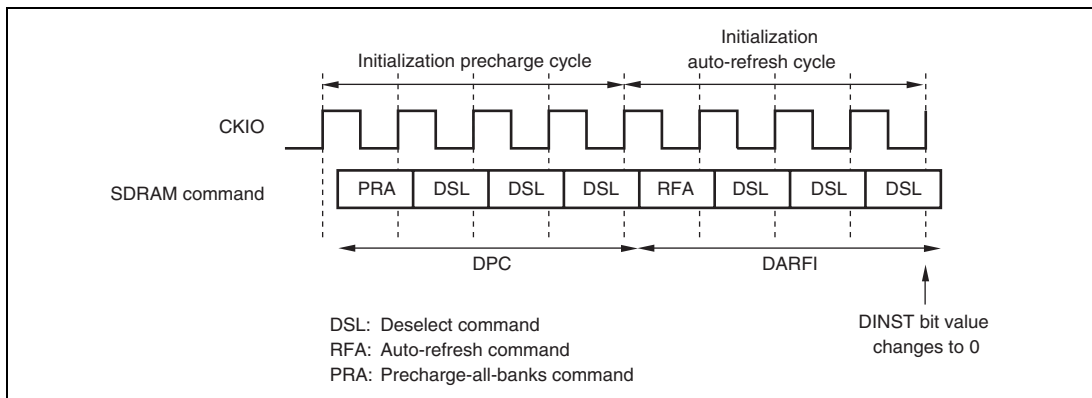 Initialization
Initialization precharge cycle
auto-refresh cycle
CKIO
SDRAM command
PRA DSL DSL DSL RFA DSL DSL DSL
DPC
DARFI
DSL: Deselect command
RFA: Auto-refresh command
PRA: Precharge-all-banks command
DINST bit value
changes to 0